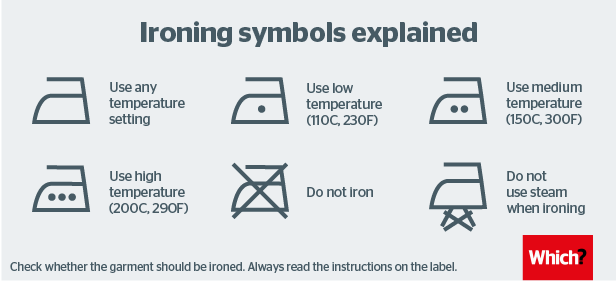 Ironing symbols explained
Use any
temperature
setting
Use low
temperature
(110C, 230F)
Use medium
temperature
(150C, 300F)
Use high
temperature
(200C, 290F)
Do not iron
Do not
use steam
when ironing
Which?
Check whether the garment should be ironed. Always read the instructions on the label.